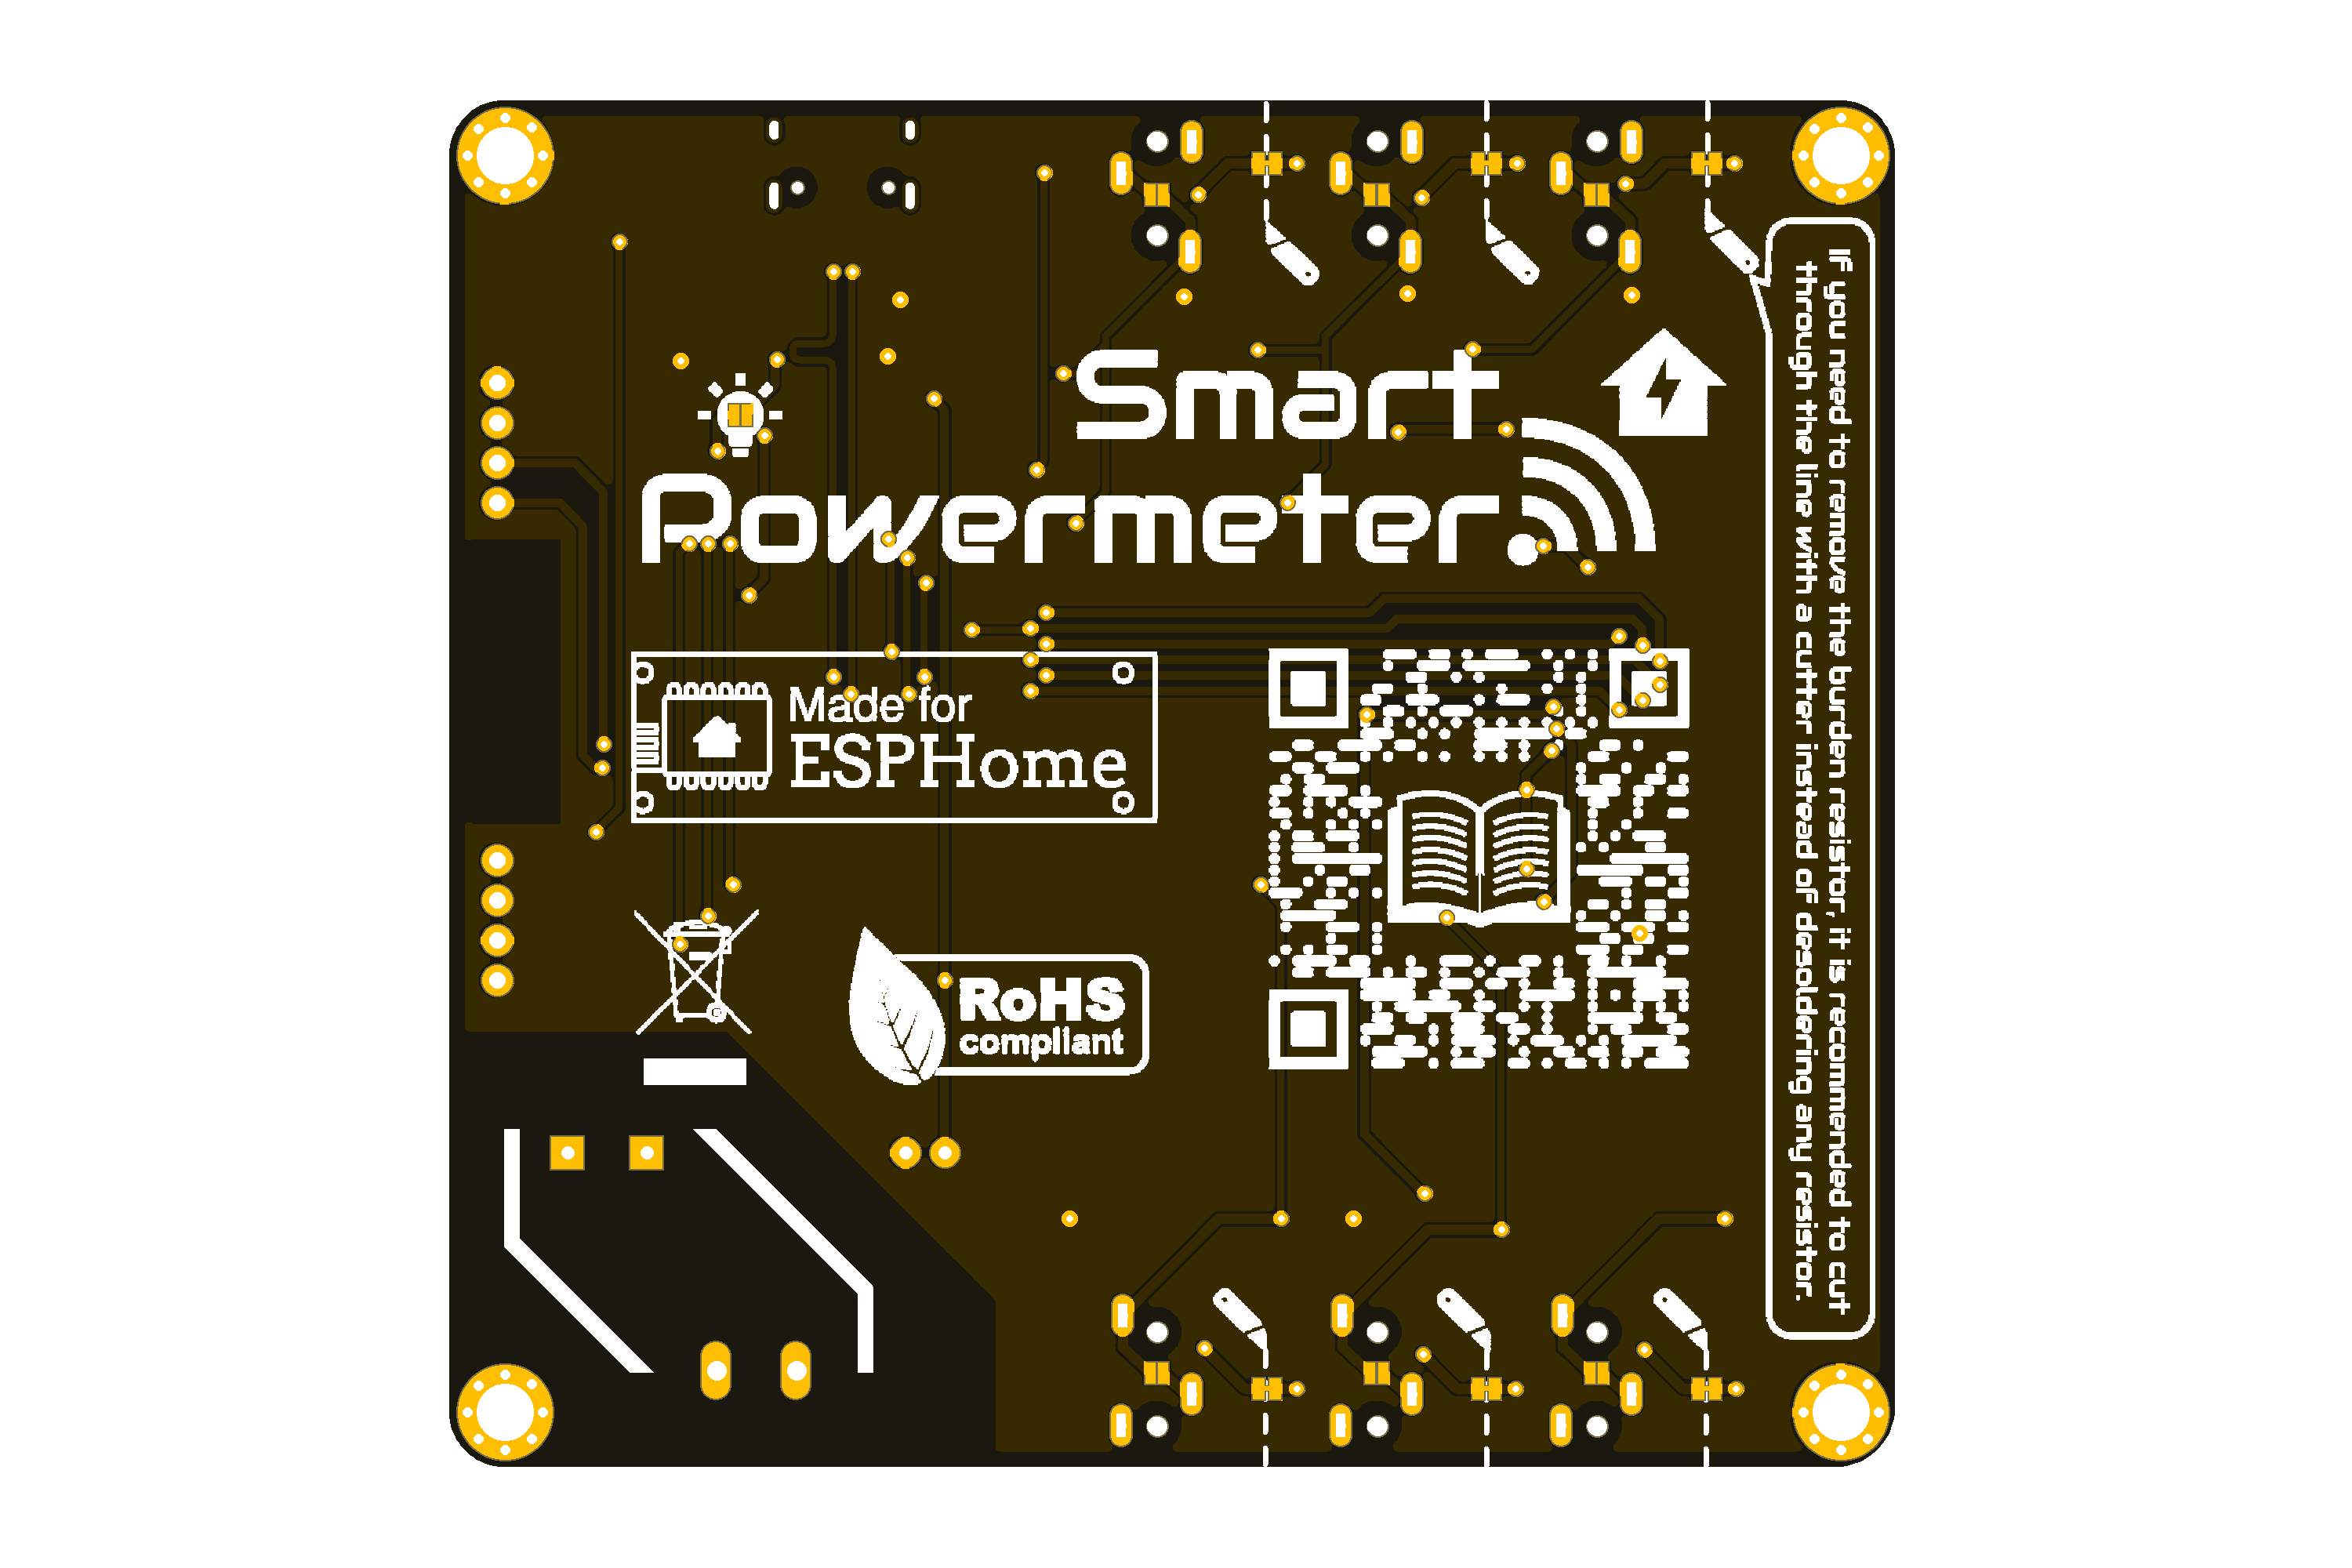 Smart
Powermeter
Made for
ESPHome
RoHS
compliant
If you need to remove the burden resistor, it is recommended to cut
through the line with a cutter instead of desoldering any resistor.